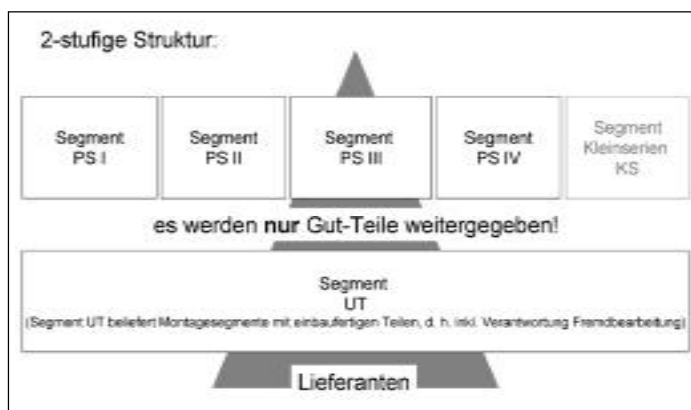 2-stufige Struktur:
Segment
PS I
Segment
PS II
Segment
PS III
Segment
PS IV
Segment
Kleinserien
KS
es werden nur Gut-Teile weitergegeben!
Segment
UT
(Segment UT beliefert Montagesegmente mit einbaufertigen Teilen, d. h. inkl. Verantwortung Fremdbearbeitung)
Lieferanten